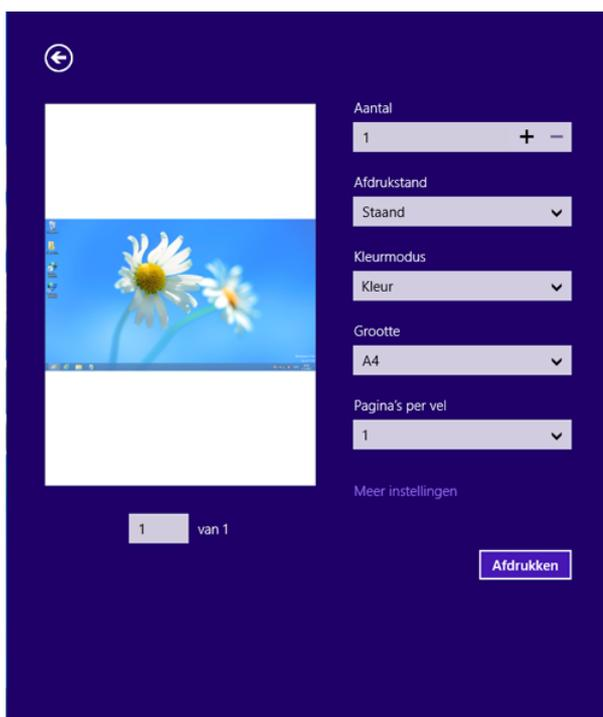 Aantal
1
Afdrukstand
Staand
Kleurmodus
Kleur
Grootte
A4
Pagina's per vel
1
Meer instellingen
1 van 1
Afdrukken